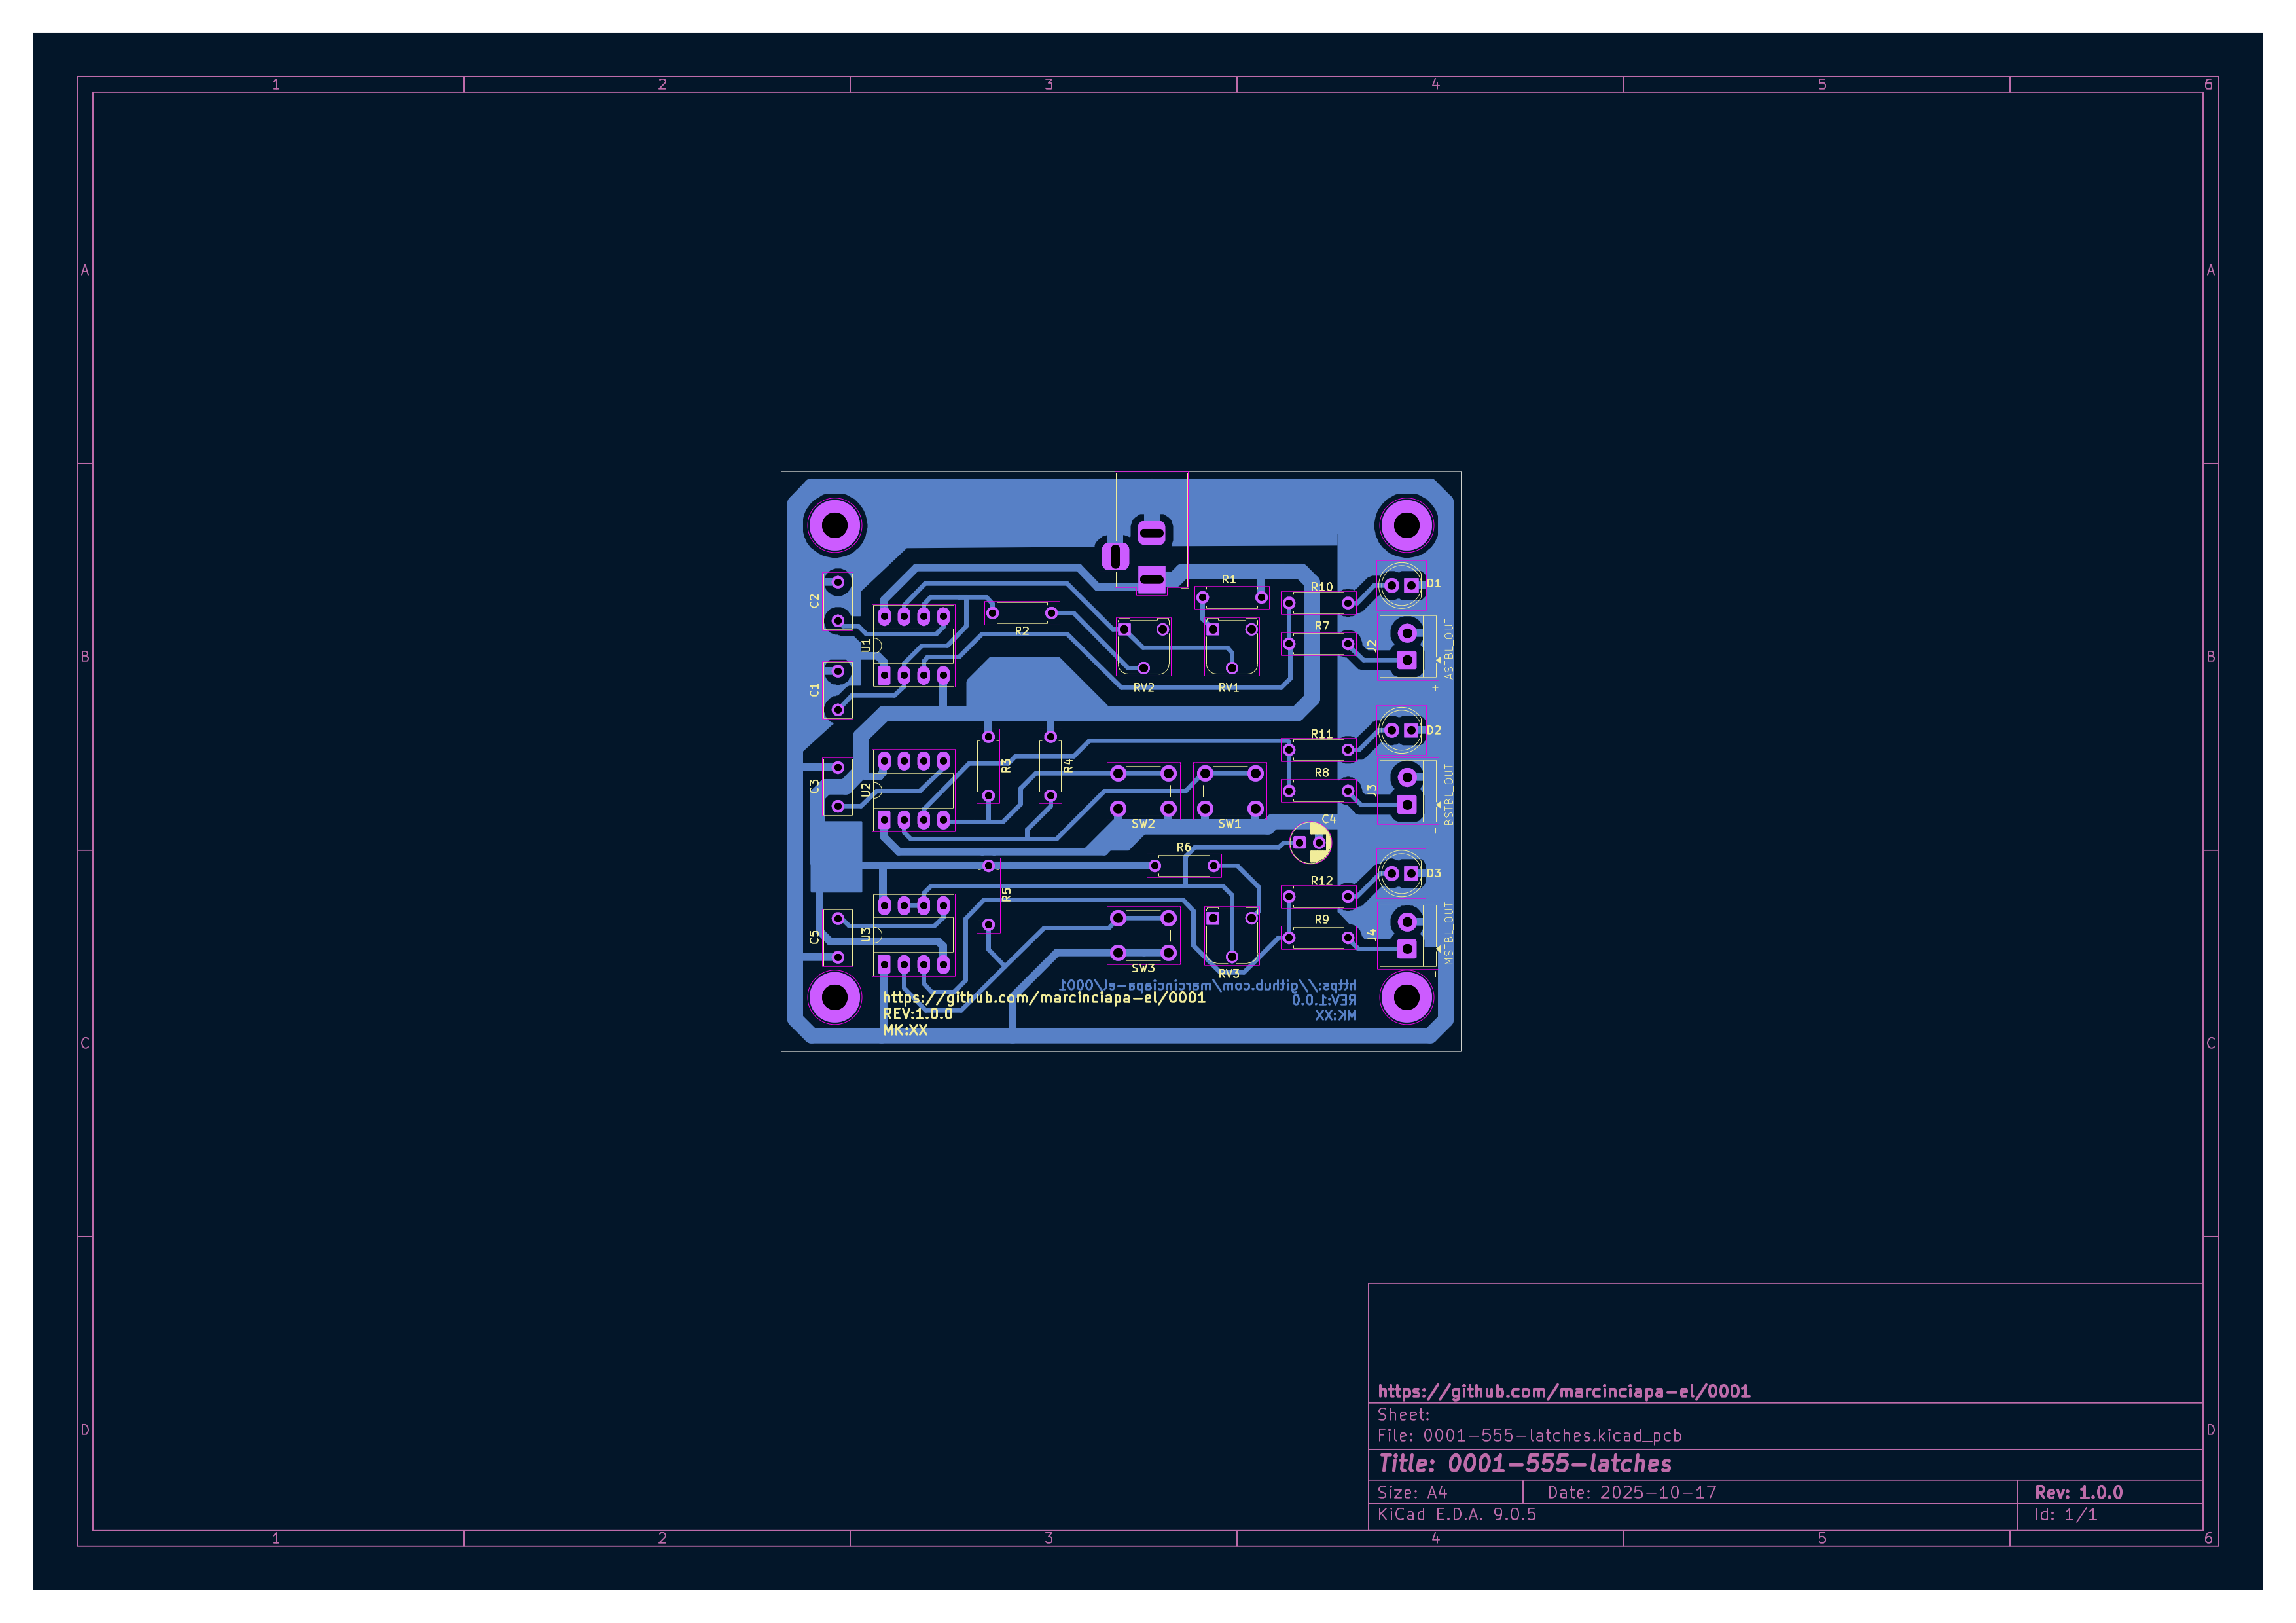 1 2 3 4 5 6
A A
B B
C C
D D
C2
C1
C3
C5
U1
U2
U3
R2
R1
R10
R7
RV2
RV1
D1
J2
ASTBL_OUT
+
R3
R4
R11
R8
SW2
SW1
D2
J3
BSTBL_OUT
+
C4
R6
R5
R12
R9
SW3
RV3
D3
J4
MSTBL_OUT
+
https://github.com/marcinciapa-el/0001
REV:1.0.0
MK:XX
https://github.com/marcinciapa-el/0001
REV:1.0.0
MK:XX
https://github.com/marcinciapa-el/0001
Sheet:
File: 0001-555-latches.kicad_pcb
Title: 0001-555-latches
Size: A4 Date: 2025-10-17 Rev: 1.0.0
KiCad E.D.A. 9.0.5 Id: 1/1
1 2 3 4 5 6